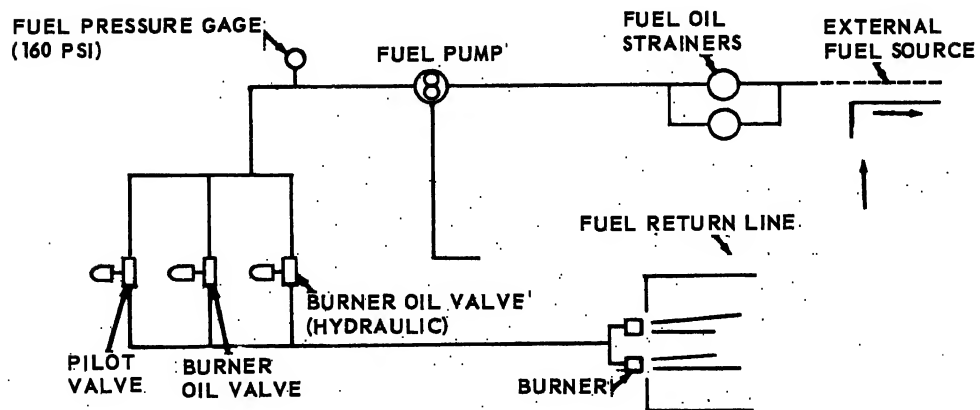 FUEL PRESSURE GAGE
(160 PSI)
FUEL PUMP
FUEL OIL
STRAINERS
EXTERNAL
FUEL SOURCE
FUEL RETURN LINE
BURNER OIL VALVE
(HYDRAULIC)
PILOT
VALVE
BURNER
OIL VALVE
BURNER